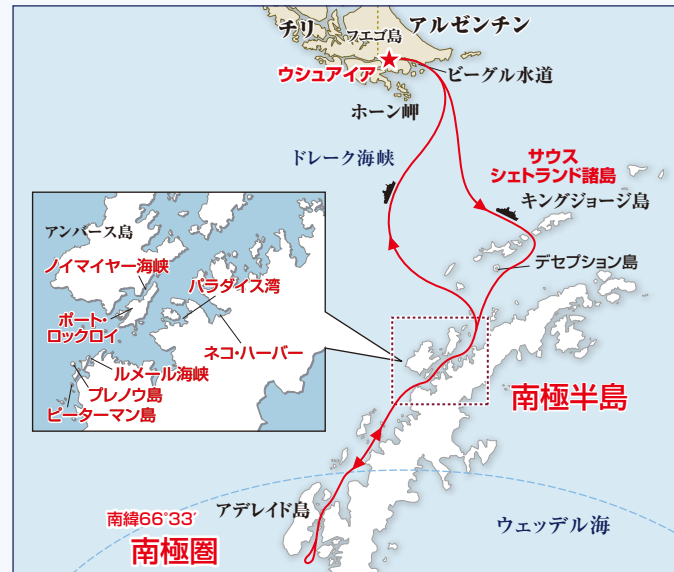 チリ
フエゴ島
アルゼンチン
ウシュアイア
ビーグル水道
ホーン岬
ドレーク海峡
サウス
シェトランド諸島
キングジョージ島
デセプション島
アンバース島
ノイマイヤー海峡
パラダイス湾
ポート・
ロックロイ
ネコ・ハーバー
ルメール海峡
プレノウ島
ピーターマン島
南極半島
アデレイド島
南緯66°33′
南極圏
ウェッデル海